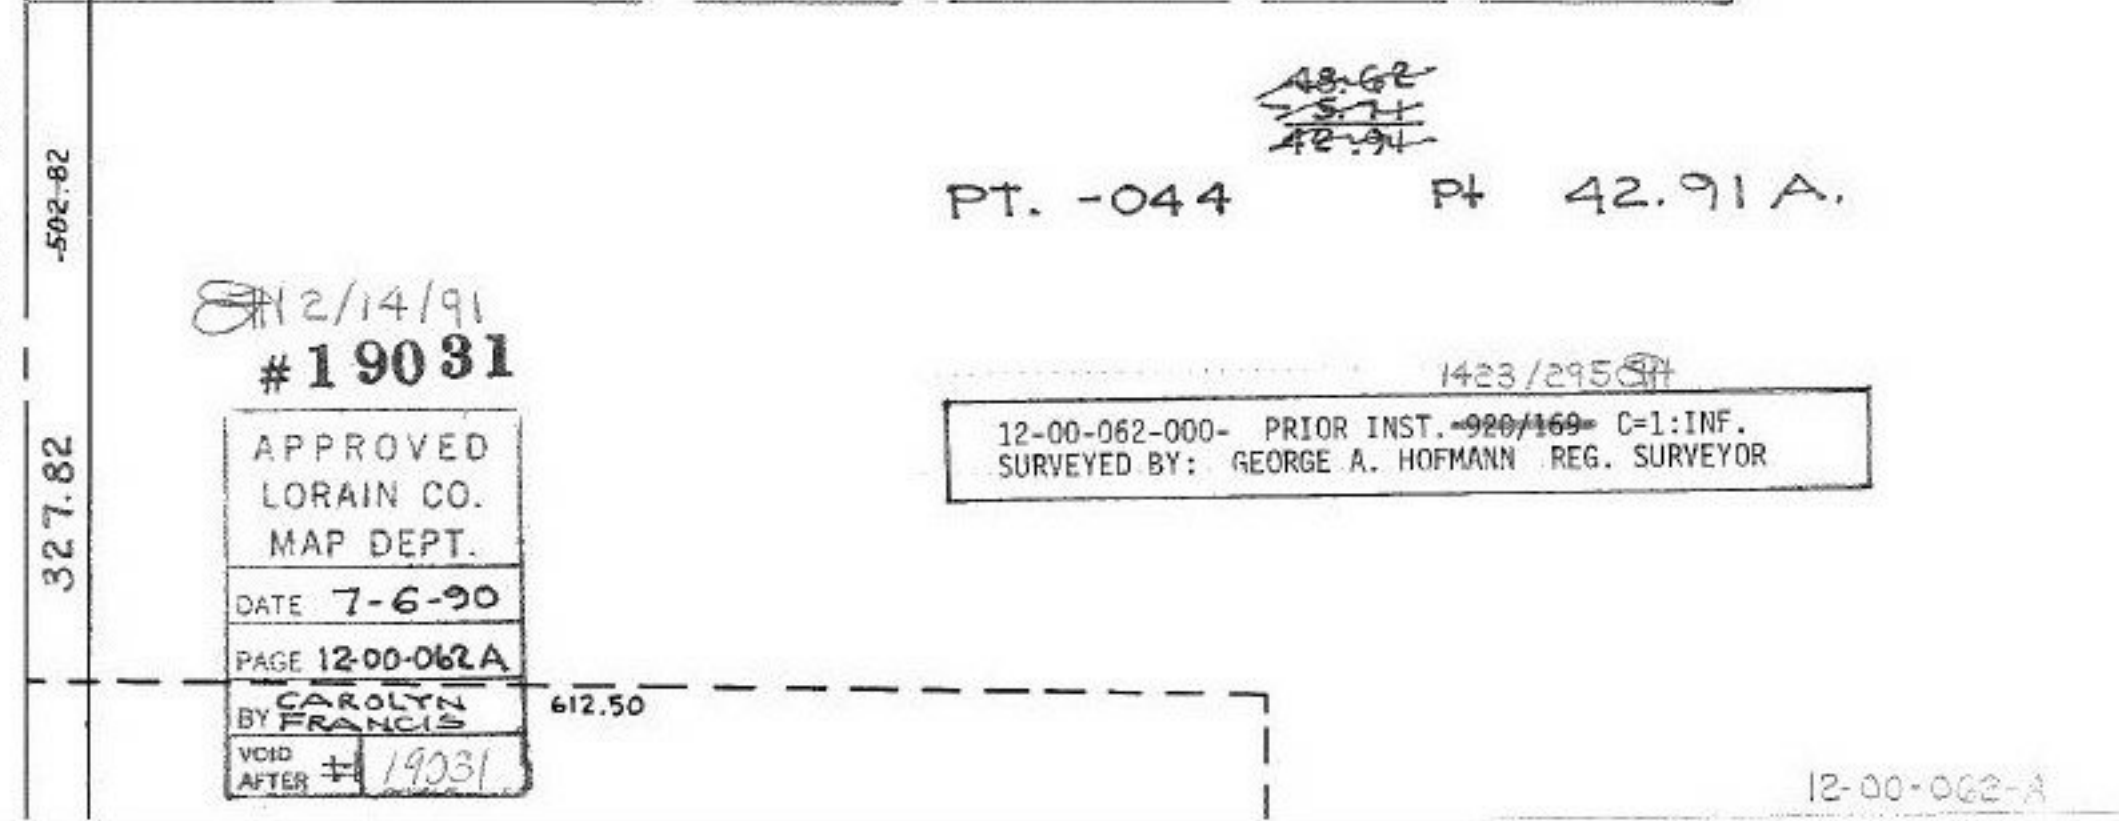 48.62
- 5.71
42.91
PT. -044 Pt 42.91 A.
502.82
12/14/91
#19031
1423/295
12-00-062-000- PRIOR INST. 920/169 C=1:INF.
SURVEYED BY: GEORGE A. HOFMANN REG. SURVEYOR
327.82
APPROVED
LORAIN CO.
MAP DEPT.
DATE 7-6-90
PAGE 12-00-062A
BY CAROLYN
FRANCIS
612.50
VOID
AFTER # 19031
12-00-062-A